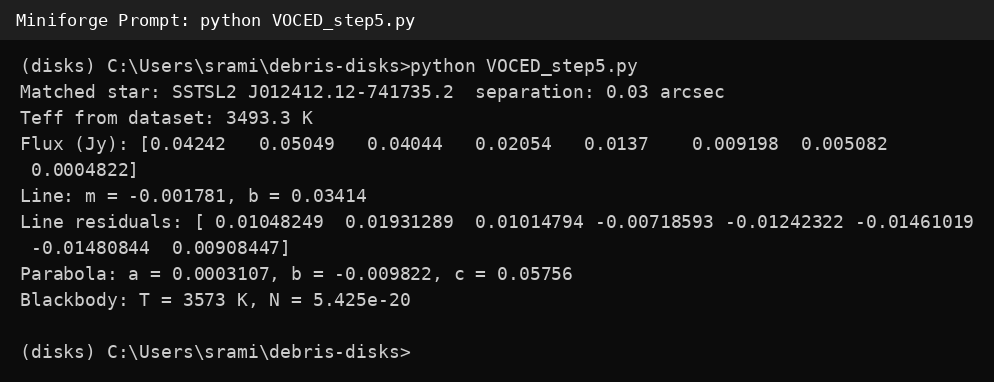 Miniforge Prompt: python VOCED_step5.py
(disks) C:\Users\srami\debris-disks>python VOCED_step5.py
Matched star: SSTSL2 J012412.12-741735.2  separation: 0.03 arcsec
Teff from dataset: 3493.3 K
Flux (Jy): [0.04242   0.05049   0.04044   0.02054   0.0137    0.009198  0.005082
 0.0004822]
Line: m = -0.001781, b = 0.03414
Line residuals: [ 0.01048249  0.01931289  0.01014794 -0.00718593 -0.01242322 -0.01461019
 -0.01480844  0.00908447]
Parabola: a = 0.0003107, b = -0.009822, c = 0.05756
Blackbody: T = 3573 K, N = 5.425e-20
(disks) C:\Users\srami\debris-disks>